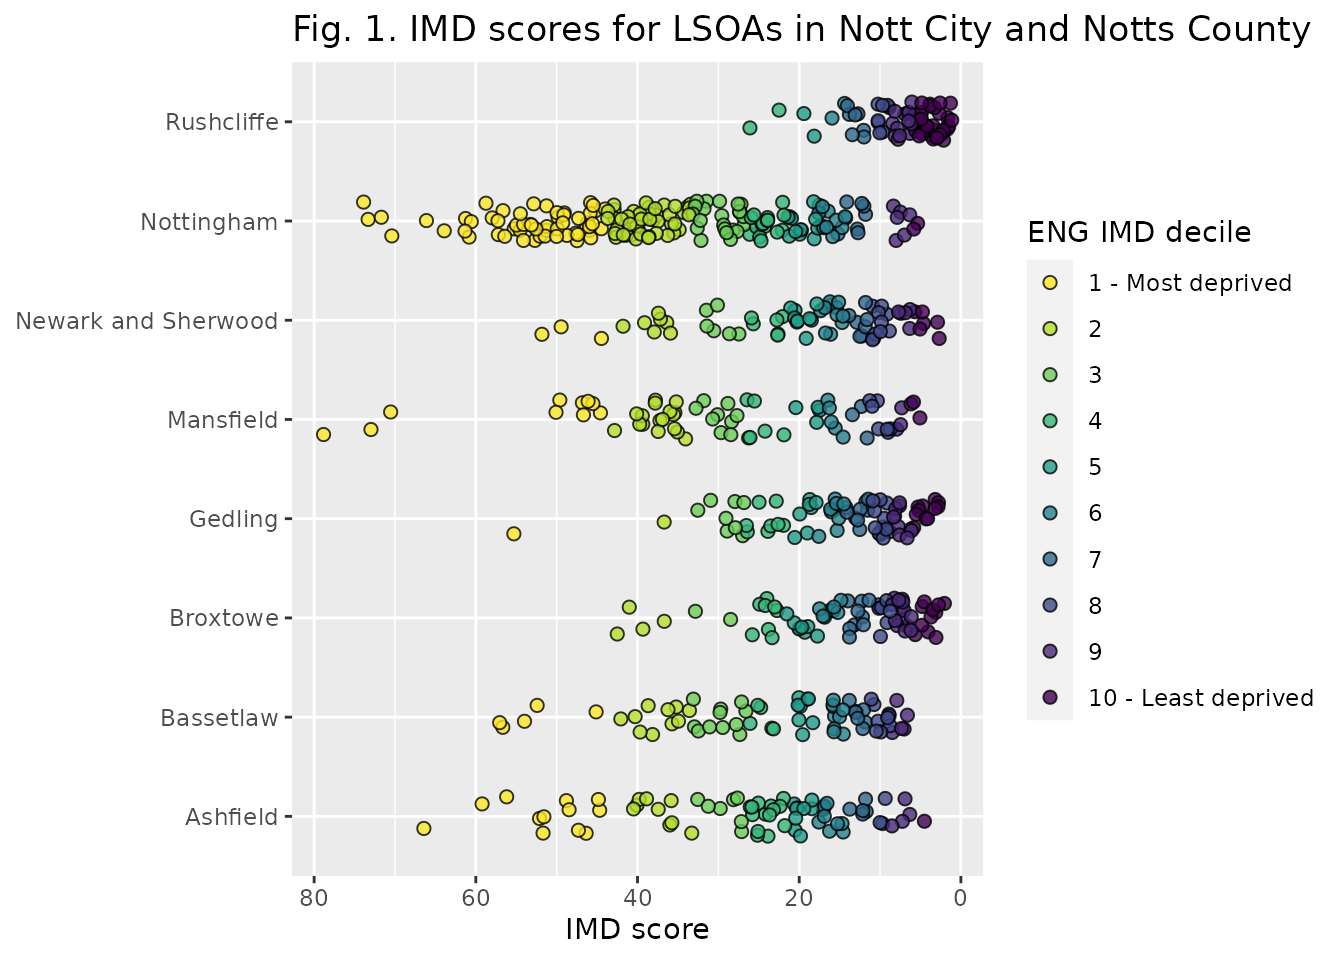 Fig. 1. IMD scores for LSOAs in Nott City and Notts County
Rushcliffe
Nottingham
Newark and Sherwood
Mansfield
Gedling
Broxtowe
Bassetlaw
Ashfield
80 60 40 20 0
IMD score
ENG IMD decile
1 - Most deprived
2
3
4
5
6
7
8
9
10 - Least deprived